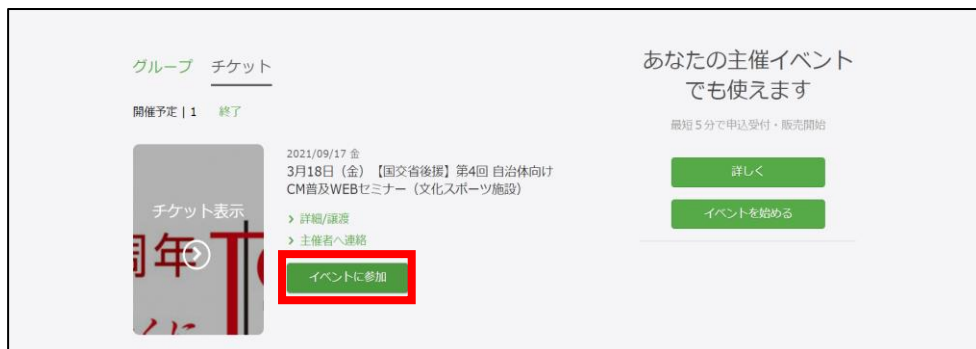 グループ チケット
開催予定 | 1 終了
チケット表示
周年
くに
2021/09/17 金
3月18日（金）【国交省後援】第4回 自治体向け
CM普及WEBセミナー（文化スポーツ施設）
詳細/譲渡
主催者へ連絡
イベントに参加
あなたの主催イベント
でも使えます
最短５分で申込受付・販売開始
詳しく
イベントを始める